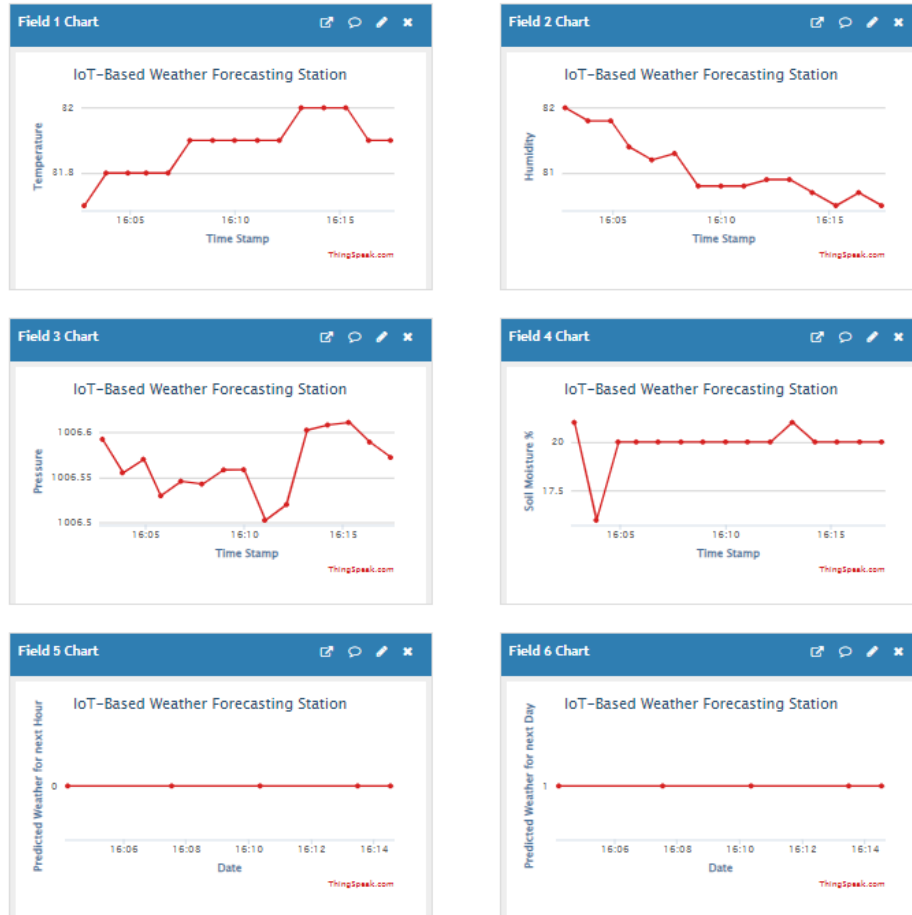 Field 1 Chart
IoT-Based Weather Forecasting Station
82
81.8
Temperature
16:05 16:10 16:15
Time Stamp
ThingSpeak.com
Field 2 Chart
IoT-Based Weather Forecasting Station
82
81
Humidity
16:05 16:10 16:15
Time Stamp
ThingSpeak.com
Field 3 Chart
IoT-Based Weather Forecasting Station
1006.6
1006.55
1006.5
Pressure
16:05 16:10 16:15
Time Stamp
ThingSpeak.com
Field 4 Chart
IoT-Based Weather Forecasting Station
20
17.5
Soil Moisture %
16:05 16:10 16:15
Time Stamp
ThingSpeak.com
Field 5 Chart
IoT-Based Weather Forecasting Station
0
Predicted Weather for next Hour
16:06 16:08 16:10 16:12 16:14
Date
ThingSpeak.com
Field 6 Chart
IoT-Based Weather Forecasting Station
1
Predicted Weather for next Day
16:06 16:08 16:10 16:12 16:14
Date
ThingSpeak.com